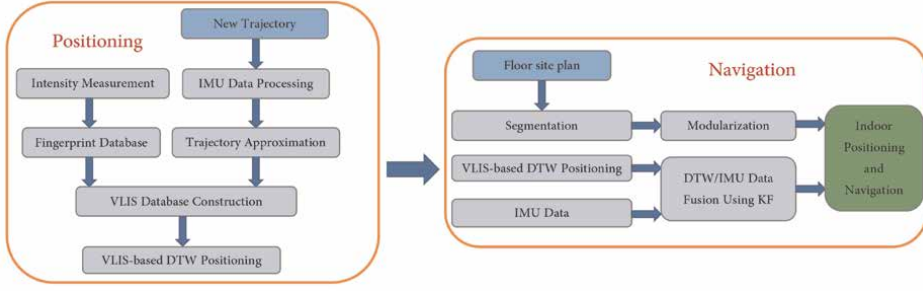 Positioning
New Trajectory
Intensity Measurement
IMU Data Processing
Fingerprint Database
Trajectory Approximation
VLIS Database Construction
VLIS-based DTW Positioning
Navigation
Floor site plan
Segmentation
Modularization
VLIS-based DTW Positioning
IMU Data
DTW/IMU Data
Fusion Using KF
Indoor
Positioning
and
Navigation